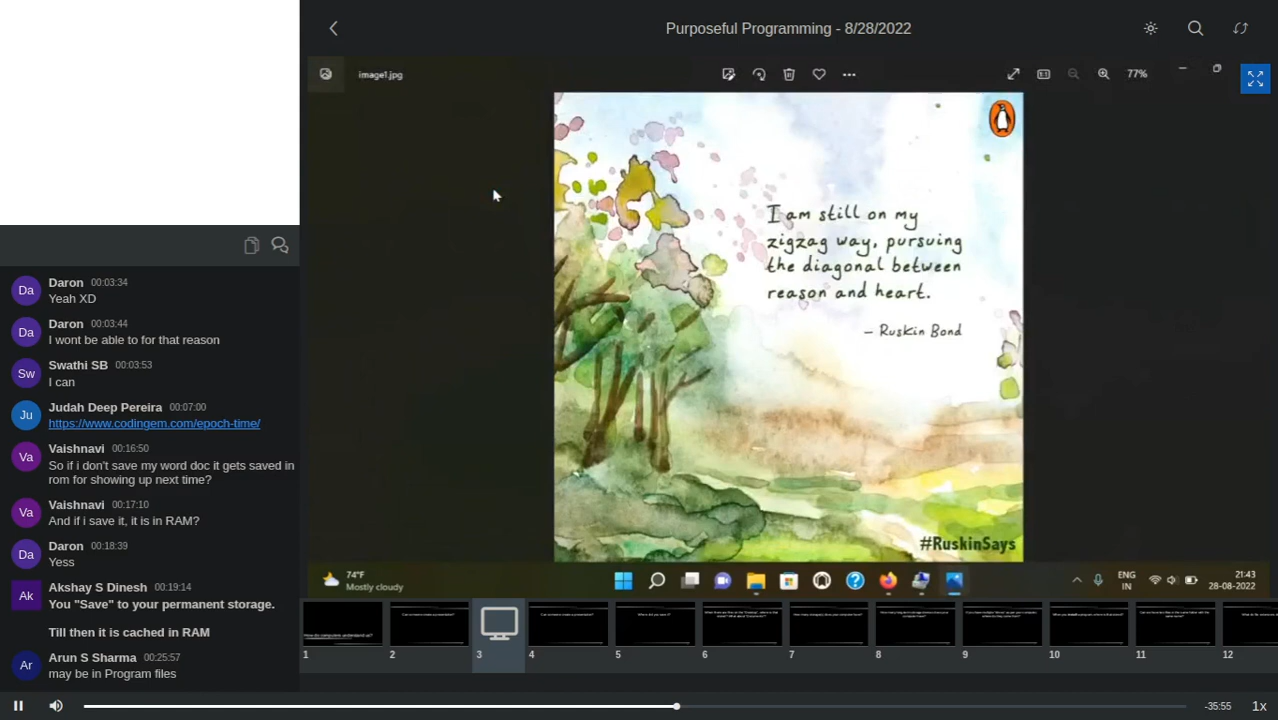 Purposeful Programming - 8/28/2022
image1.jpg
77%
I am still on my
zigzag way, pursuing
the diagonal between
reason and heart.
– Ruskin Bond
#RuskinSays
74°F
Mostly cloudy
ENG
IN
21:43
28-08-2022
Da
Daron 00:03:34
Yeah XD
Da
Daron 00:03:44
I wont be able to for that reason
Sw
Swathi SB 00:03:53
I can
Ju
Judah Deep Pereira 00:07:00
https://www.codingem.com/epoch-time/
Va
Vaishnavi 00:16:50
So if i don't save my word doc it gets saved in
rom for showing up next time?
Va
Vaishnavi 00:17:10
And if i save it, it is in RAM?
Da
Daron 00:18:39
Yess
Ak
Akshay S Dinesh 00:19:14
You "Save" to your permanent storage.
Till then it is cached in RAM
Ar
Arun S Sharma 00:25:57
may be in Program files
How do computers understand us?
1
2
3
4
5
6
7
8
9
10
11
12
-35:55
1x